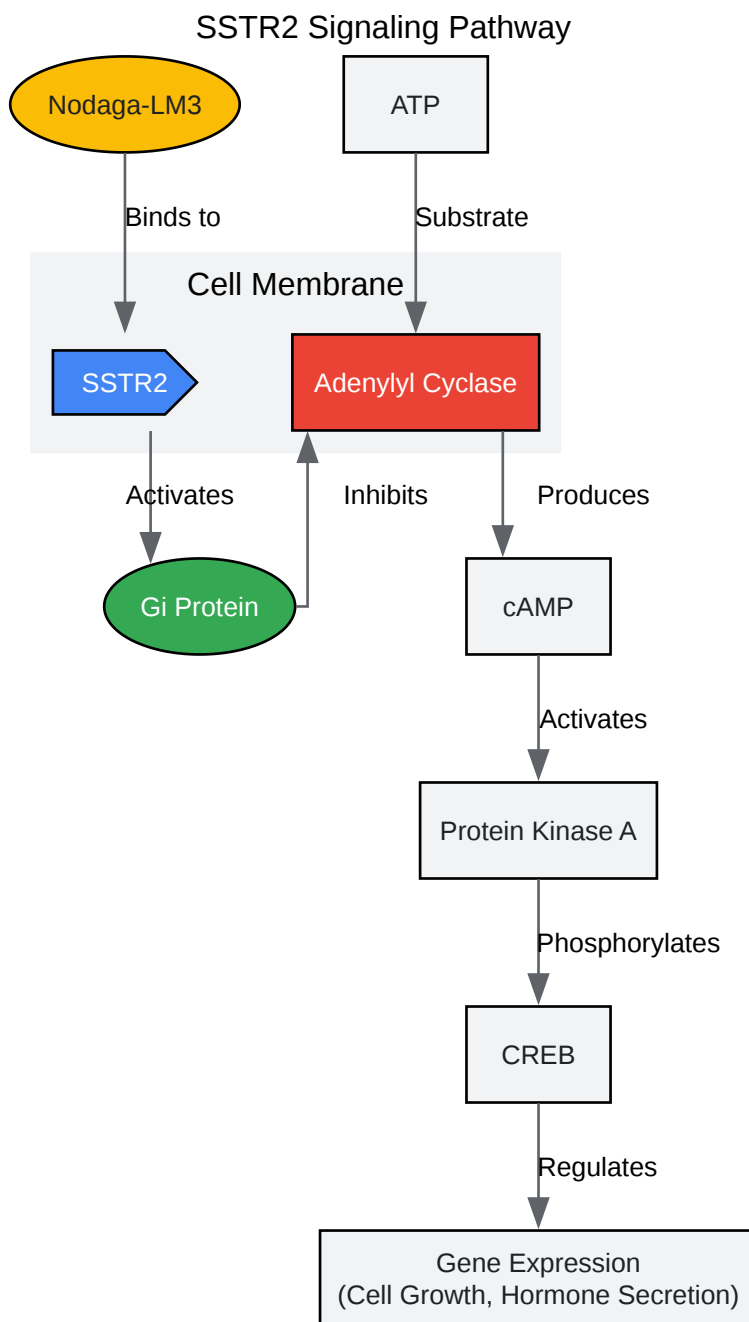 SSTR2 Signaling Pathway
Nodaga-LM3
ATP
Binds to
Substrate
Cell Membrane
SSTR2
Adenylyl Cyclase
Activates
Inhibits
Produces
Gi Protein
cAMP
Activates
Protein Kinase A
Phosphorylates
CREB
Regulates
Gene Expression
(Cell Growth, Hormone Secretion)